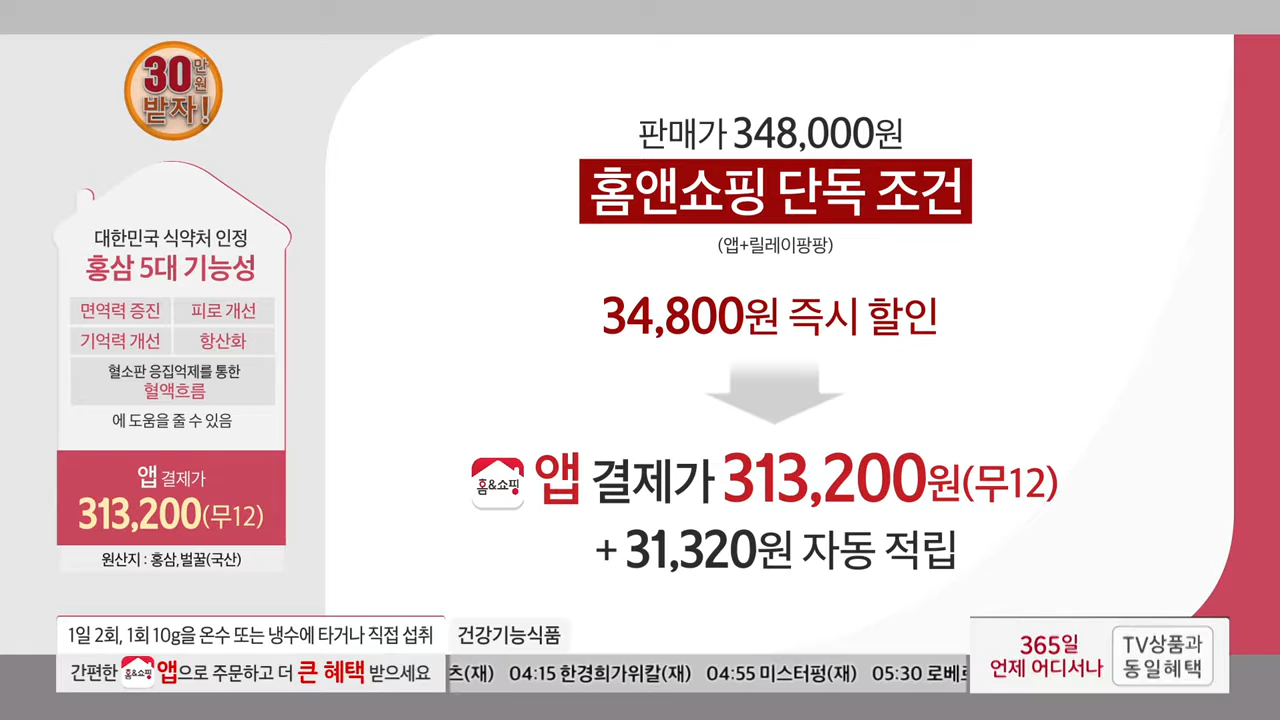 30만원
받자!
대한민국 식약처 인정
홍삼 5대 기능성
면역력 증진
피로 개선
기억력 개선
항산화
혈소판 응집억제를 통한
혈액흐름
에 도움을 줄 수 있음
앱 결제가
313,200(무12)
원산지 : 홍삼,벌꿀(국산)
판매가 348,000원
홈앤쇼핑 단독 조건
(앱+릴레이팡팡)
34,800원 즉시 할인
홈&쇼핑 앱 결제가 313,200원(무12)
+ 31,320원 자동 적립
1일 2회, 1회 10g을 온수 또는 냉수에 타거나 직접 섭취
건강기능식품
간편한 홈&쇼핑 앱으로 주문하고 더 큰 혜택 받으세요
츠(재) 04:15 한경희가위칼(재) 04:55 미스터펑(재) 05:30 로베르
365일
언제 어디서나
TV상품과
동일혜택